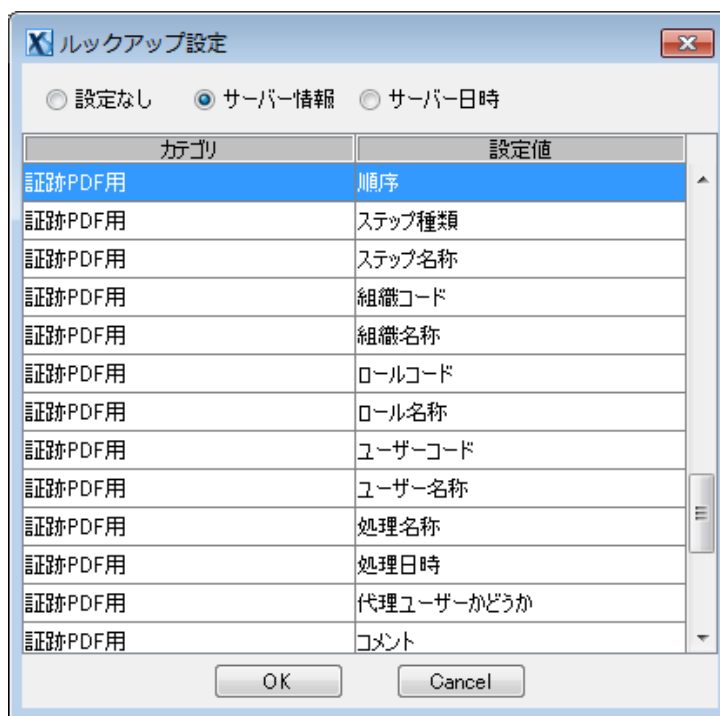 ルックアップ設定
設定なし サーバー情報 サーバー日時
カテゴリ 設定値
証跡PDF用 順序
証跡PDF用 ステップ種類
証跡PDF用 ステップ名称
証跡PDF用 組織コード
証跡PDF用 組織名称
証跡PDF用 ロールコード
証跡PDF用 ロール名称
証跡PDF用 ユーザーコード
証跡PDF用 ユーザー名称
証跡PDF用 処理名称
証跡PDF用 処理日時
証跡PDF用 代理ユーザーかどうか
証跡PDF用 コメント
OK Cancel